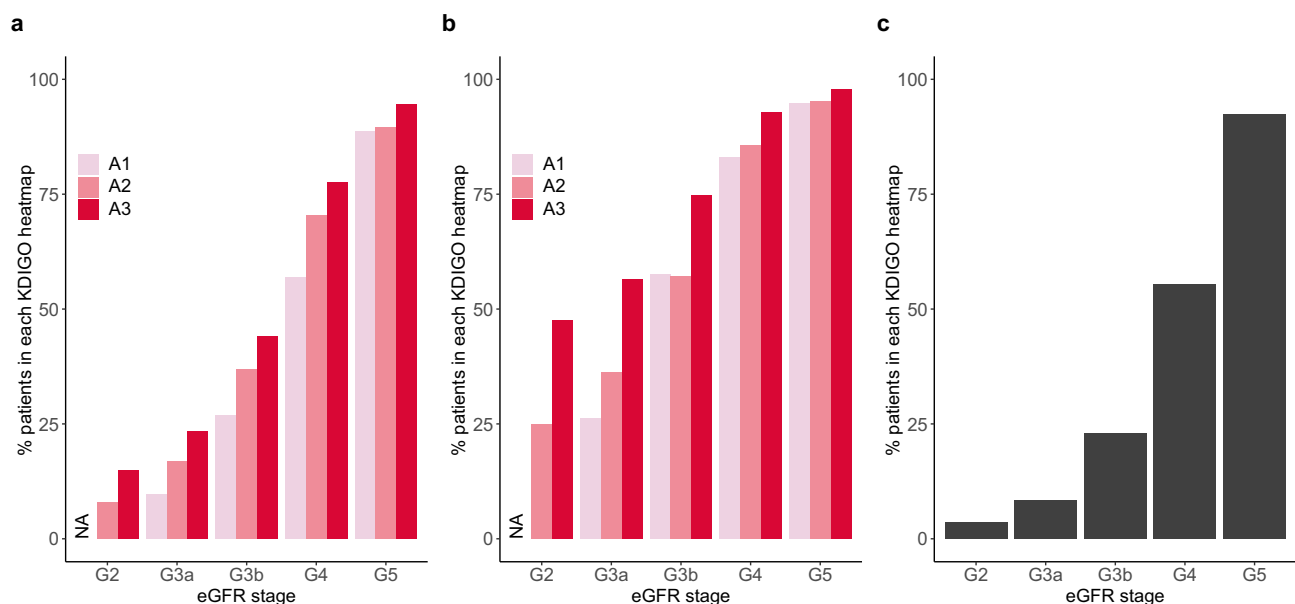 a
% patients in each KDIGO heatmap
100
75
50
25
0
A1
A2
A3
NA
G2 G3a G3b G4 G5
eGFR stage
b
% patients in each KDIGO heatmap
100
75
50
25
0
A1
A2
A3
NA
G2 G3a G3b G4 G5
eGFR stage
c
% patients in each KDIGO heatmap
100
75
50
25
0
G2 G3a G3b G4 G5
eGFR stage